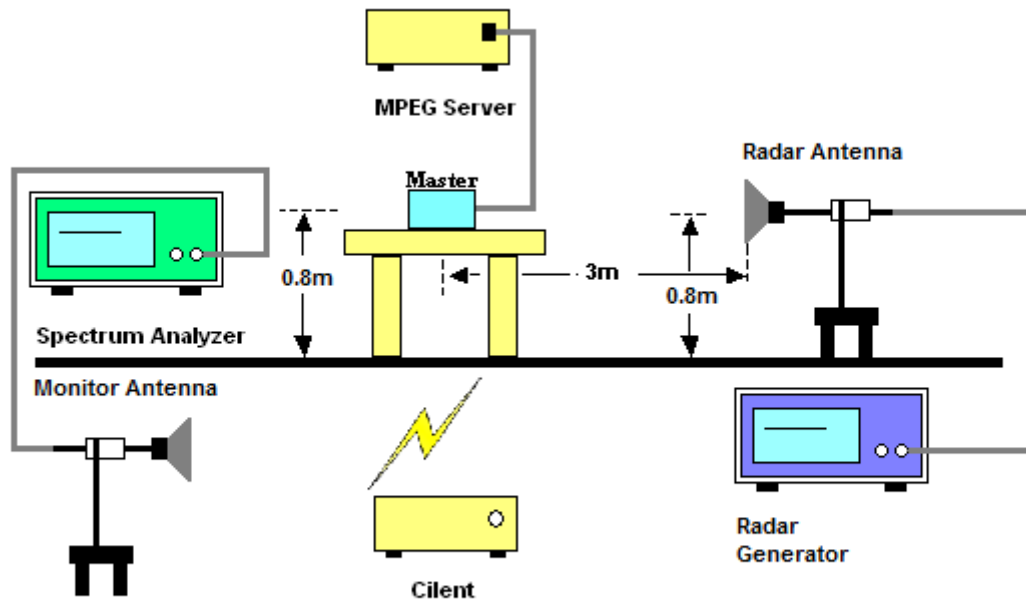 MPEG Server
Radar Antenna
Master
0.8m
3m
0.8m
Spectrum Analyzer
Monitor Antenna
Radar
Generator
Cilent